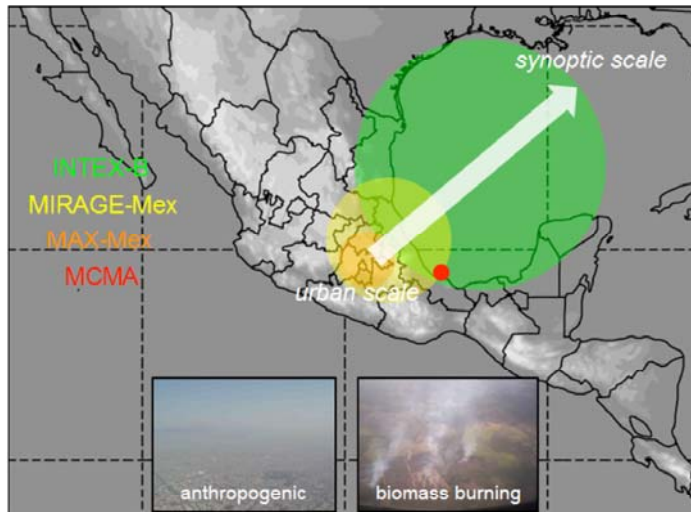 synoptic scale
INTEX-B
MIRAGE-Mex
MAX-Mex
MCMA
urban scale
anthropogenic
biomass burning